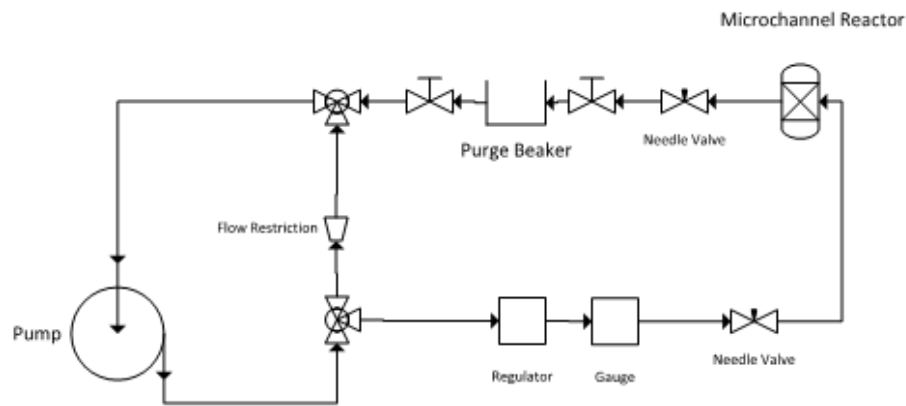 Microchannel Reactor
Purge Beaker
Needle Valve
Flow Restriction
Pump
Regulator
Gauge
Needle Valve